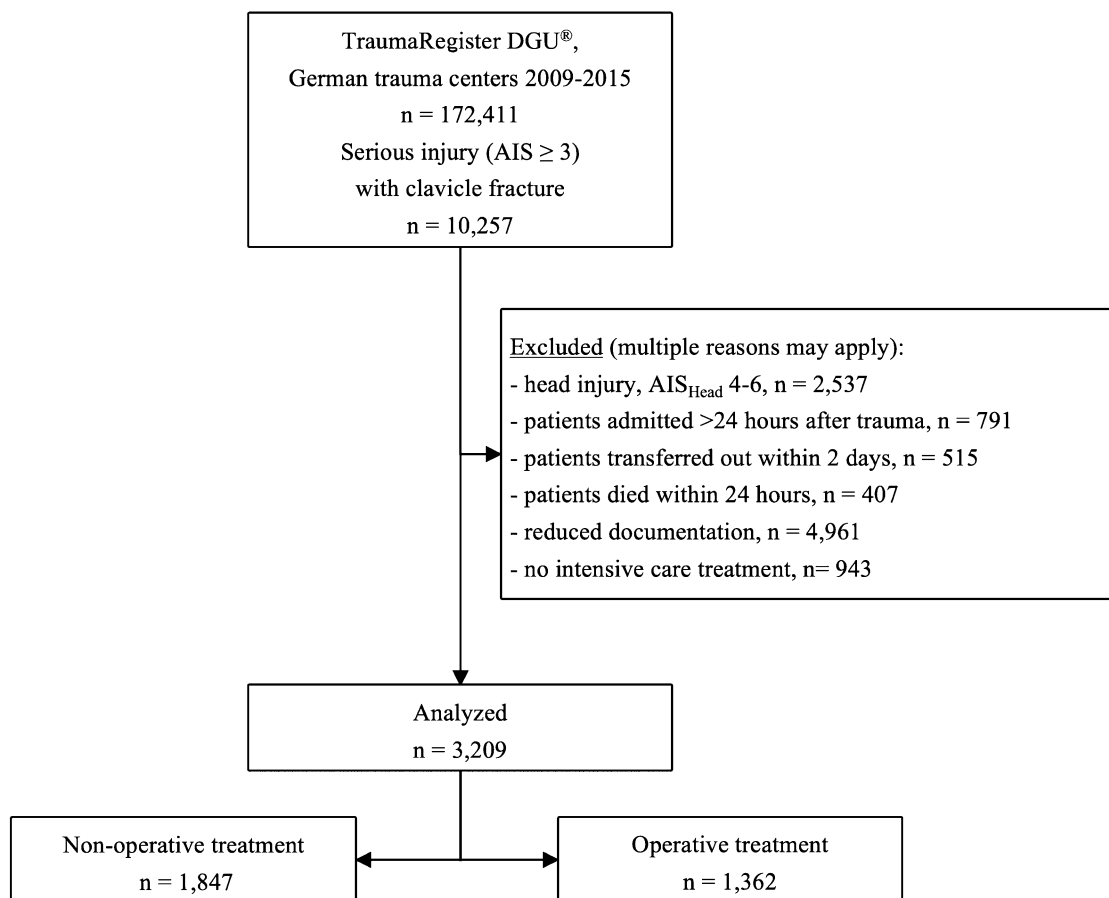 TraumaRegister DGU®,
German trauma centers 2009-2015
n = 172,411
Serious injury (AIS ≥ 3)
with clavicle fracture
n = 10,257
Excluded (multiple reasons may apply):
- head injury, AISHead 4-6, n = 2,537
- patients admitted >24 hours after trauma, n = 791
- patients transferred out within 2 days, n = 515
- patients died within 24 hours, n = 407
- reduced documentation, n = 4,961
- no intensive care treatment, n= 943
Analyzed
n = 3,209
Non-operative treatment
n = 1,847
Operative treatment
n = 1,362